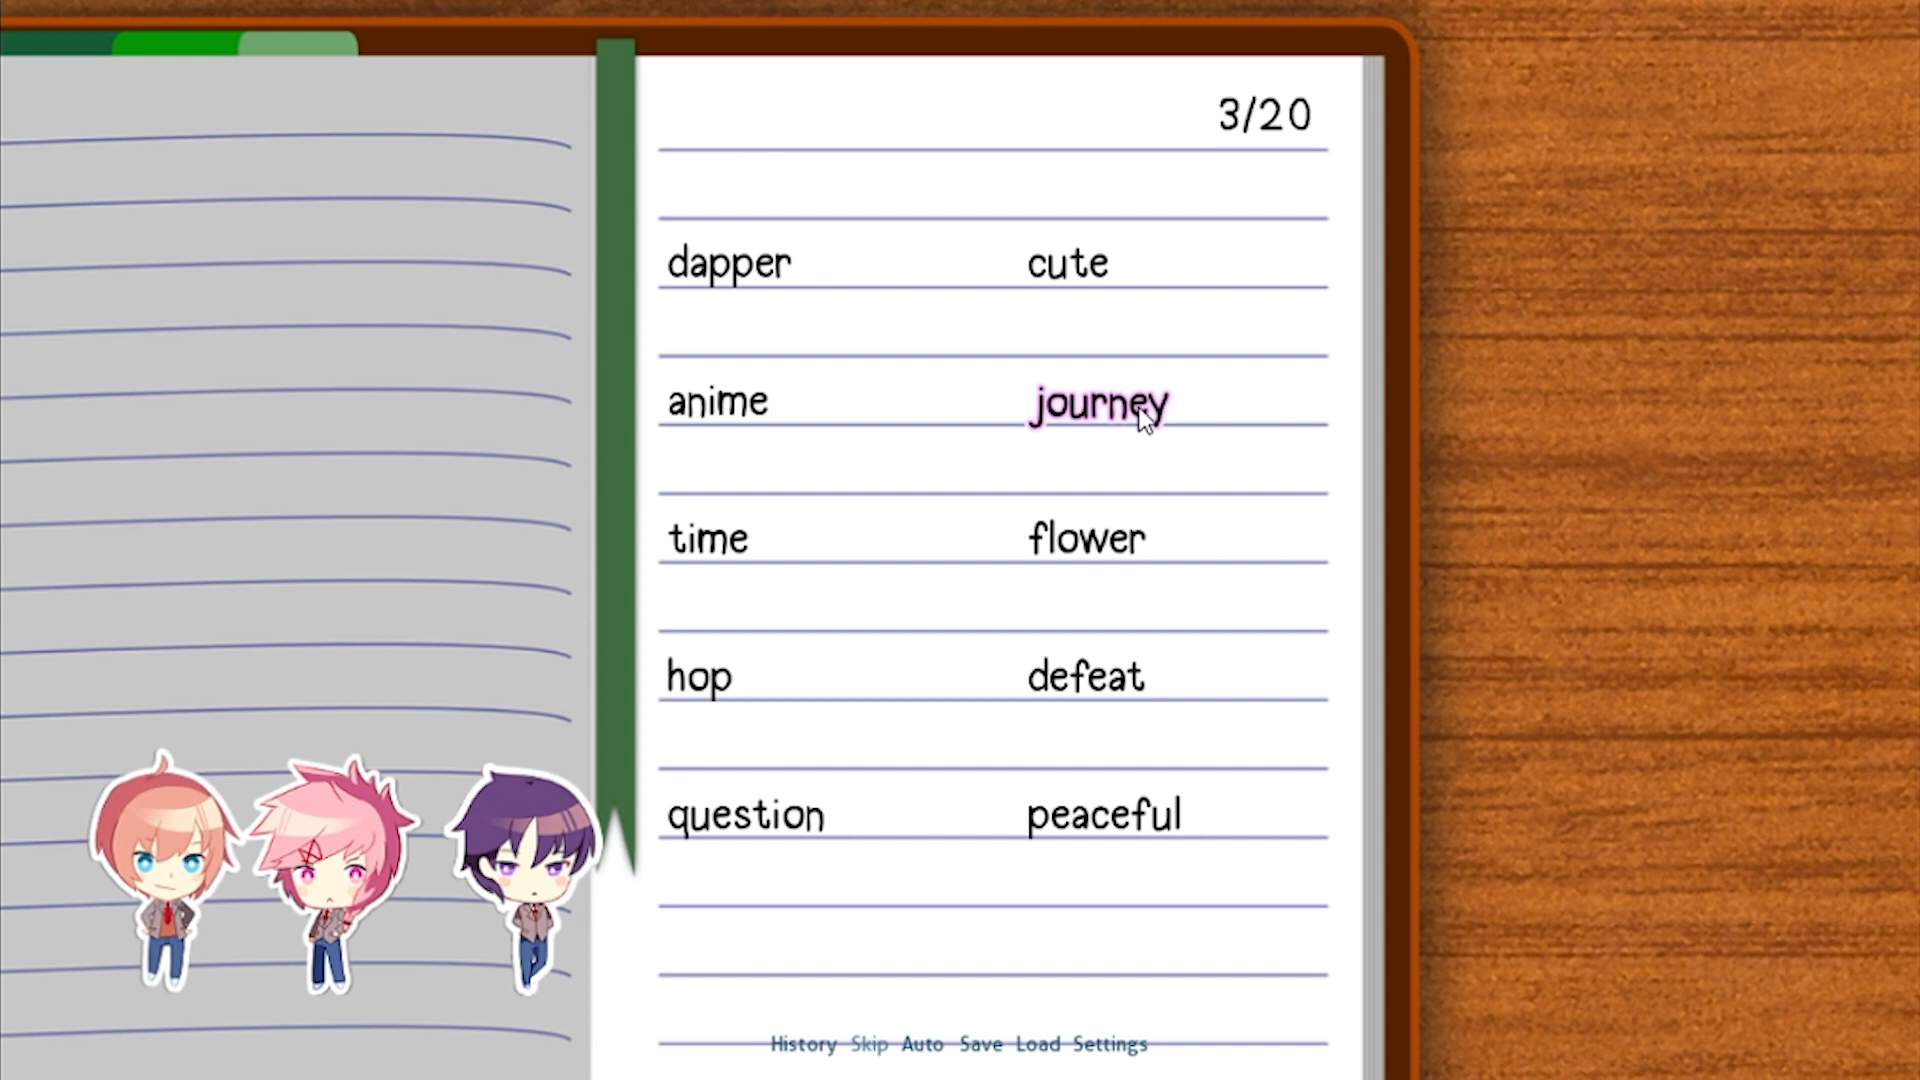 3/20
dapper cute
anime journey
time flower
hop defeat
question peaceful
History Skip Auto Save Load Settings